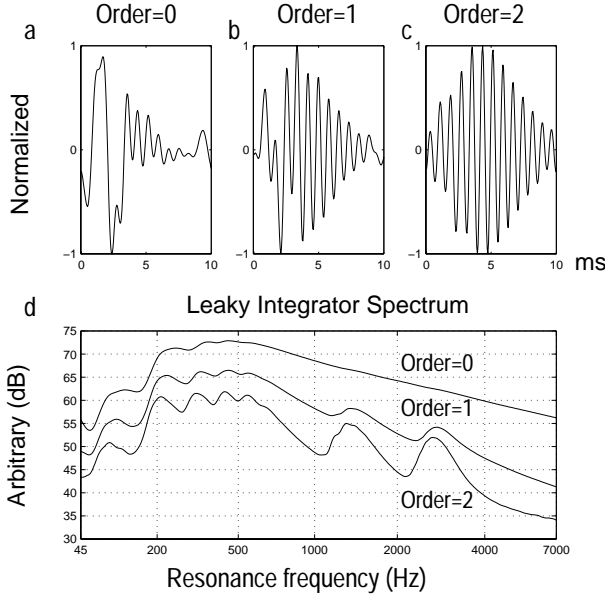 Order=0
Order=1
Order=2
a
b
c
Normalized
1
0
−1
0
5
10
1
0
−1
0
5
10
1
0
−1
0
5
10
ms
d
Leaky Integrator Spectrum
Arbitrary (dB)
75
70
65
60
55
50
45
40
35
30
Order=0
Order=1
Order=2
45
200
500
1000
2000
4000
7000
Resonance frequency (Hz)